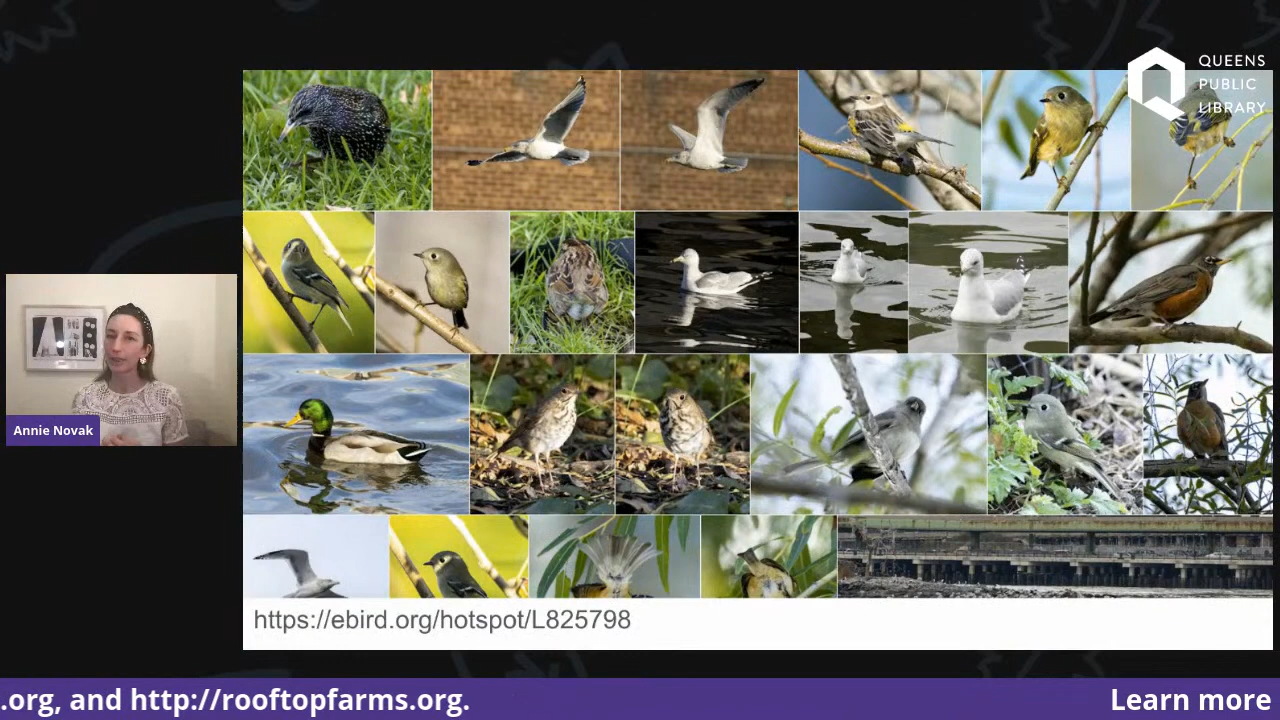 QUEENS
PUBLIC
LIBRARY
Annie Novak
https://ebird.org/hotspot/L825798
.org, and http://rooftopfarms.org.
Learn more